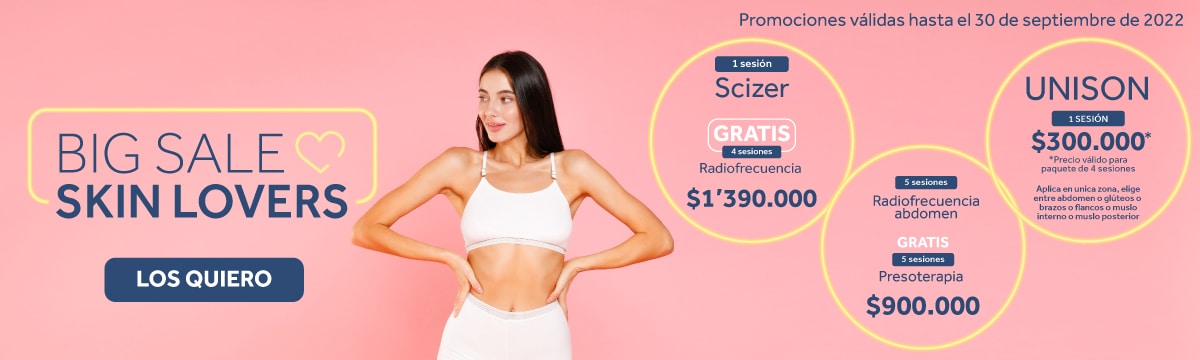 Promociones válidas hasta el 30 de septiembre de 2022
BIG SALE
SKIN LOVERS
LOS QUIERO
1 sesión
Scizer
GRATIS
4 sesiones
Radiofrecuencia
$1’390.000
5 sesiones
Radiofrecuencia
abdomen
GRATIS
5 sesiones
Presoterapia
$900.000
UNISON
1 SESIÓN
$300.000*
*Precio válido para
paquete de 4 sesiones
Aplica en unica zona, elige
entre abdomen o glúteos o
brazos o flancos o muslo
interno o muslo posterior